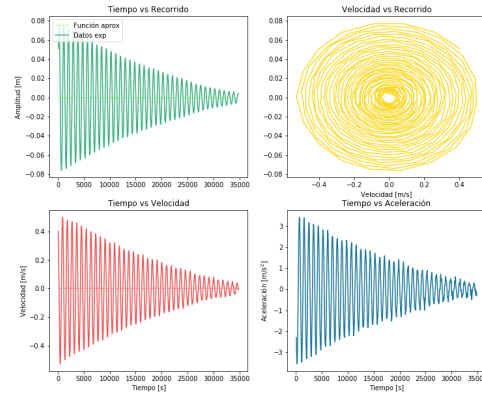 Tiempo vs Recorrido
Función aprox
Datos exp
Amplitud [m]
0.08
0.06
0.04
0.02
0.00
−0.02
−0.04
−0.06
−0.08
0 5000 10000 15000 20000 25000 30000 35000
Velocidad vs Recorrido
0.08
0.06
0.04
0.02
0.00
−0.02
−0.04
−0.06
−0.08
−0.4 −0.2 0.0 0.2 0.4
Velocidad [m/s]
Tiempo vs Velocidad
Velocidad [m/s]
0.4
0.2
0.0
−0.2
−0.4
0 5000 10000 15000 20000 25000 30000 35000
Tiempo [s]
Tiempo vs Aceleración
Aceleración [m/s²]
3
2
1
0
−1
−2
−3
0 5000 10000 15000 20000 25000 30000 35000
Tiempo [s]